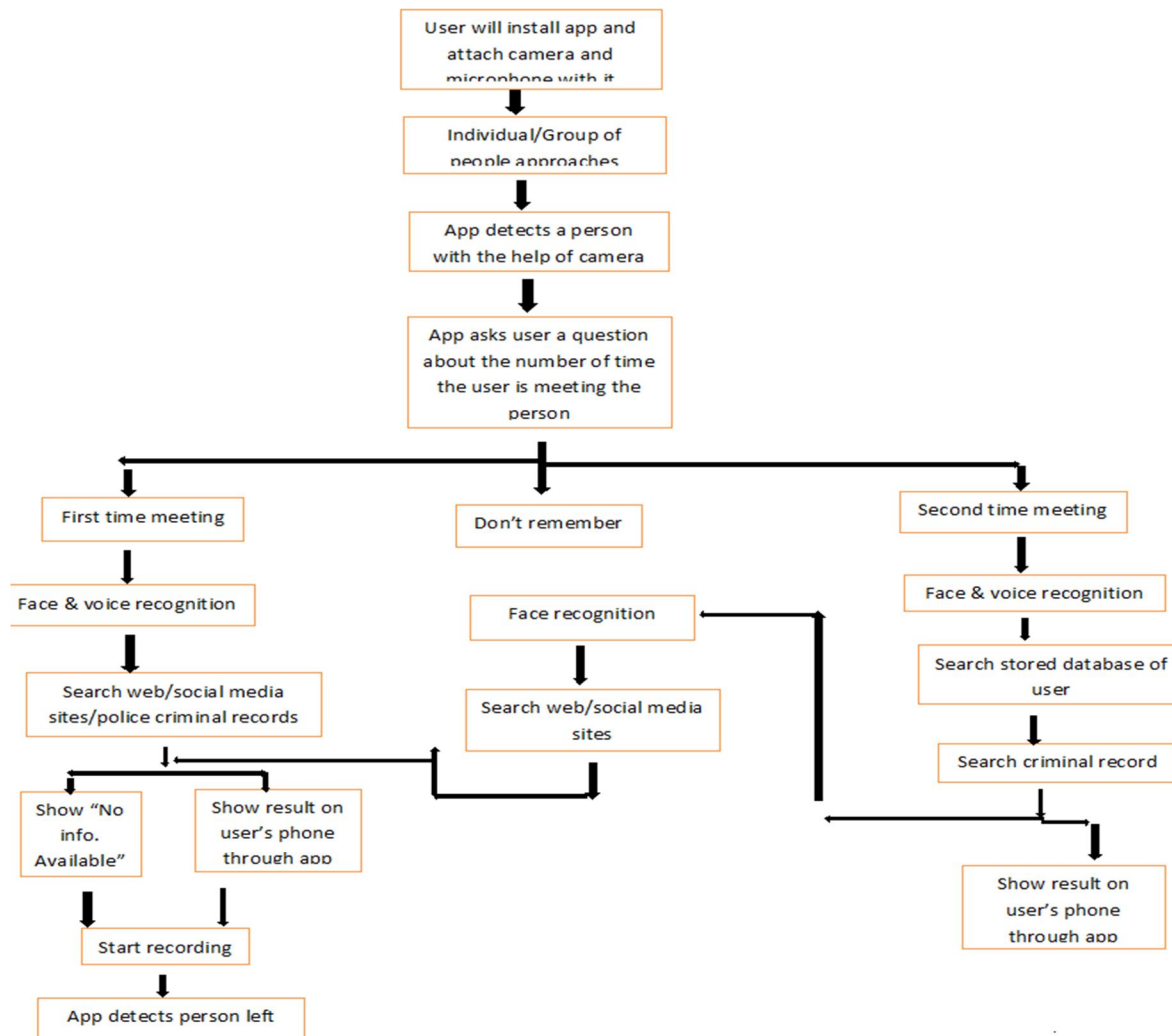 User will install app and
attach camera and
microphone with it
Individual/Group of
people approaches
App detects a person
with the help of camera
App asks user a question
about the number of time
the user is meeting the
person
First time meeting
Don't remember
Second time meeting
Face & voice recognition
Face recognition
Face & voice recognition
Search web/social media
sites/police criminal records
Search web/social media
sites
Search stored database of
user
Search criminal record
Show “No
info.
Available”
Show result on
user's phone
through app
Show result on
user's phone
through app
Start recording
App detects person left